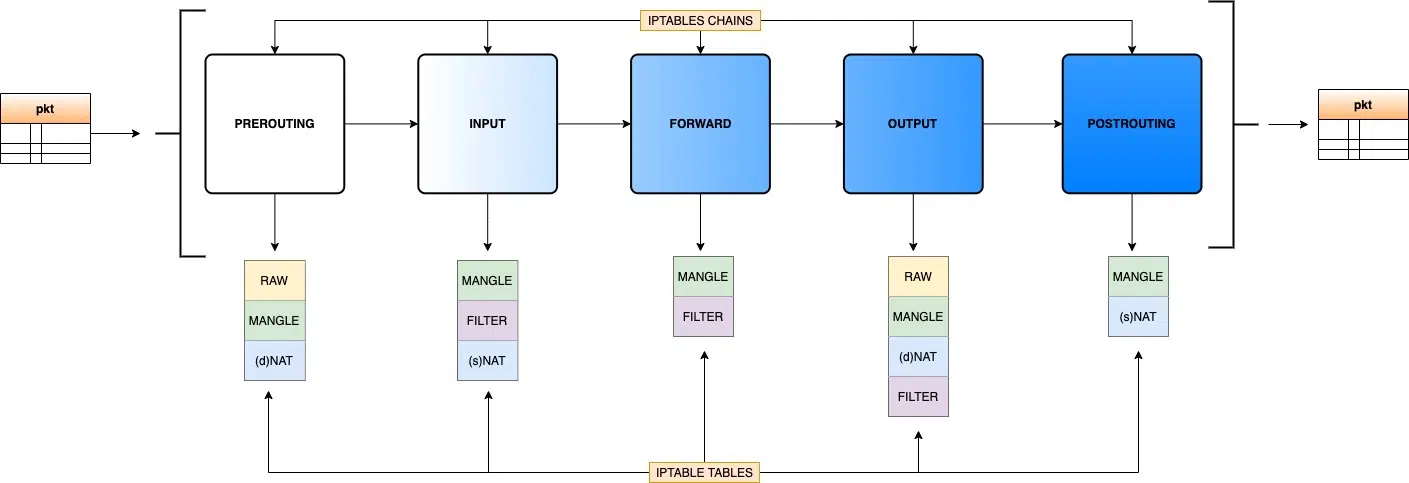 IPTABLES CHAINS
pkt
PREROUTING
INPUT
FORWARD
OUTPUT
POSTROUTING
pkt
RAW
MANGLE
(d)NAT
MANGLE
FILTER
(s)NAT
MANGLE
FILTER
RAW
MANGLE
(d)NAT
FILTER
MANGLE
(s)NAT
IPTABLE TABLES